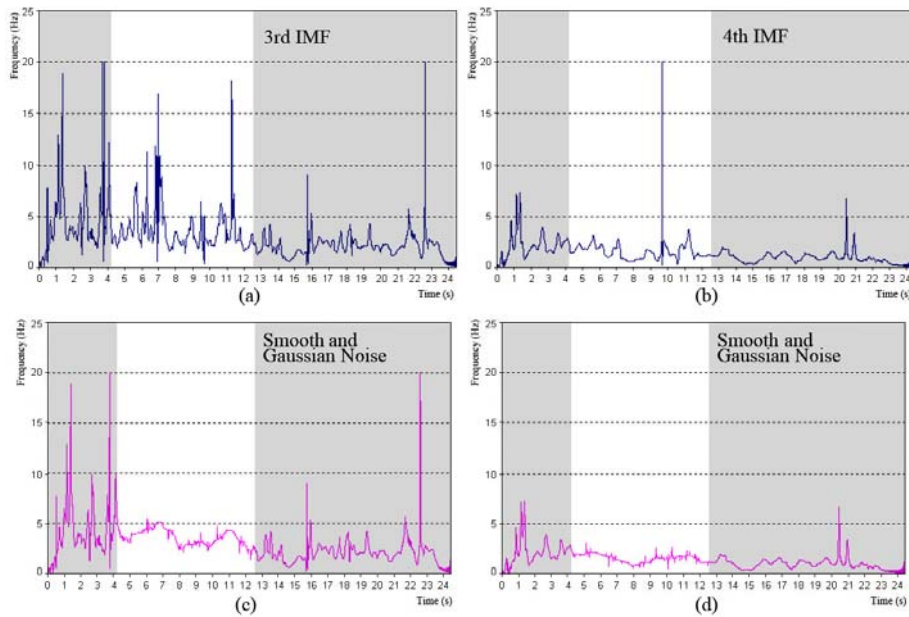 25
20
15
10
5
0
Frequency (Hz)
3rd IMF
0 1 2 3 4 5 6 7 8 9 10 11 12 13 14 15 16 17 18 19 20 21 22 23 24
Time (s)
(a)
25
20
15
10
5
0
Frequency (Hz)
4th IMF
0 1 2 3 4 5 6 7 8 9 10 11 12 13 14 15 16 17 18 19 20 21 22 23 24
Time (s)
(b)
25
20
15
10
5
0
Frequency (Hz)
Smooth and
Gaussian Noise
0 1 2 3 4 5 6 7 8 9 10 11 12 13 14 15 16 17 18 19 20 21 22 23 24
Time (s)
(c)
25
20
15
10
5
0
Frequency (Hz)
Smooth and
Gaussian Noise
0 1 2 3 4 5 6 7 8 9 10 11 12 13 14 15 16 17 18 19 20 21 22 23 24
Time (s)
(d)